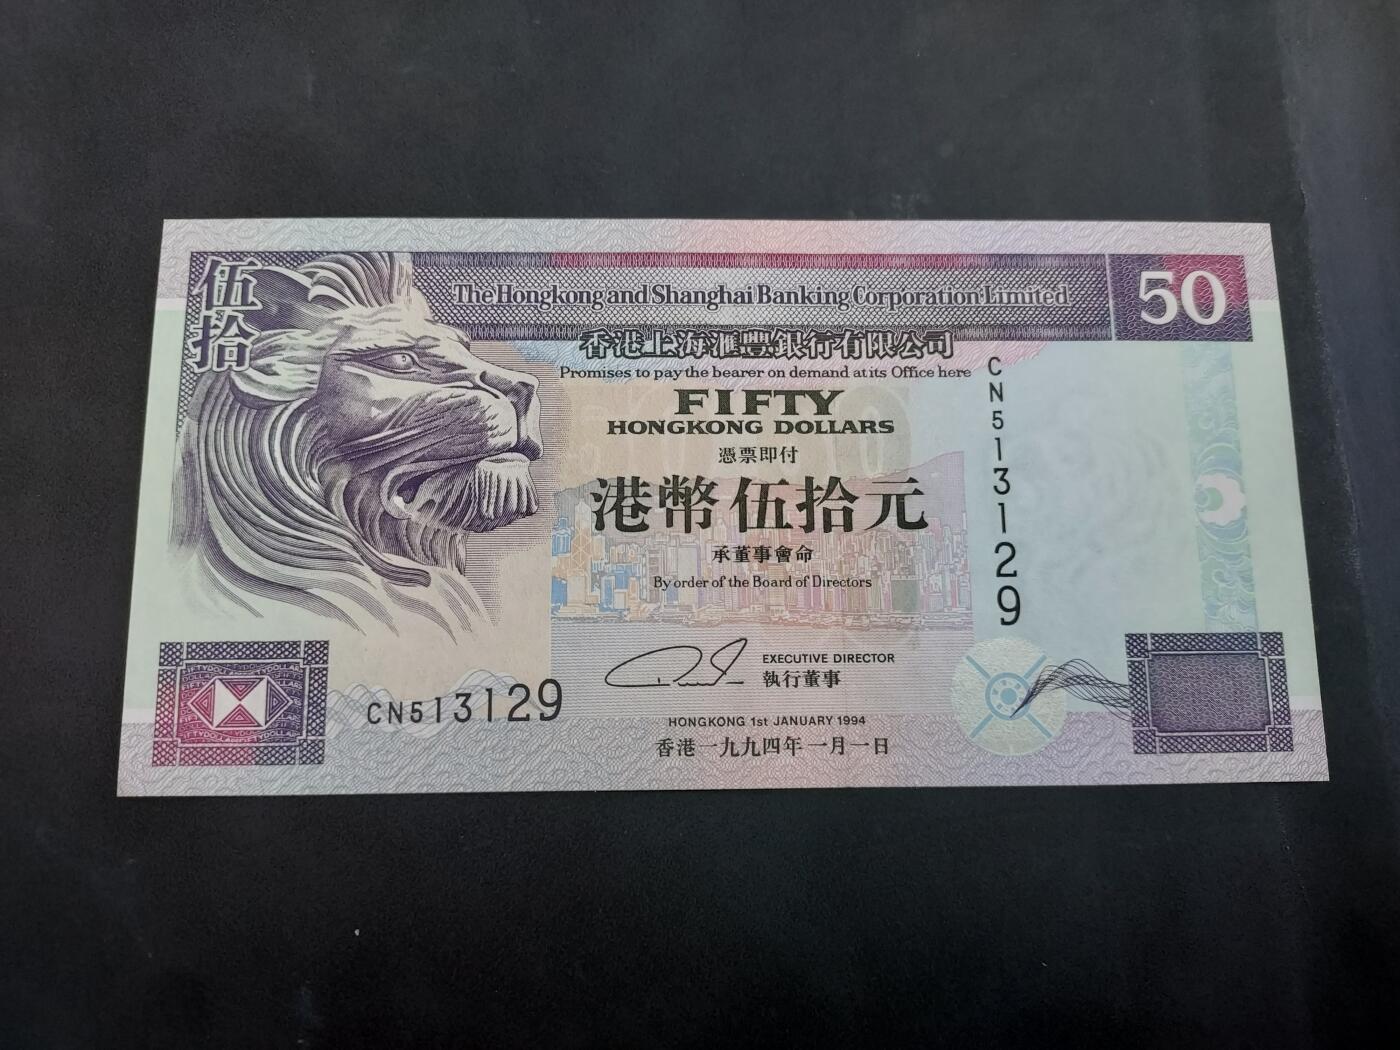 伍拾
The Hongkong and Shanghai Banking Corporation Limited
50
香港上海滙豐銀行有限公司
Promises to pay the bearer on demand at its Office here
CN513129
FIFTY
HONGKONG DOLLARS
憑票即付
港幣伍拾元
承董事會命
By order of the Board of Directors
EXECUTIVE DIRECTOR
執行董事
CN513129
HONGKONG 1st JANUARY 1994
香港一九九四年一月一日